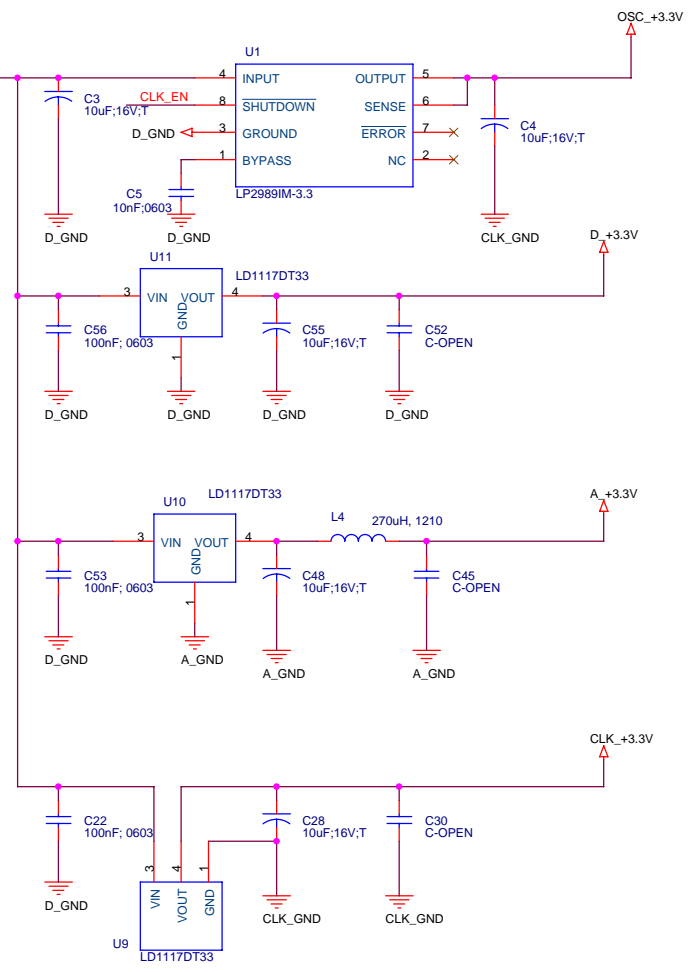 OSC_+3.3V
U1
4
INPUT
OUTPUT
5
C3
10uF;16V;T
CLK_EN
8
SHUTDOWN
SENSE
6
D_GND
3
GROUND
ERROR
7
C4
10uF;16V;T
1
BYPASS
NC
2
C5
10nF;0603
LP2989IM-3.3
D_GND
D_GND
CLK_GND
D_+3.3V
U11
LD1117DT33
3
VIN
VOUT
4
GND
1
C56
100nF; 0603
C55
10uF;16V;T
C52
C-OPEN
D_GND
D_GND
D_GND
D_GND
A_+3.3V
LD1117DT33
U10
L4
270uH, 1210
3
VIN
VOUT
4
GND
1
C53
100nF; 0603
C48
10uF;16V;T
C45
C-OPEN
D_GND
A_GND
A_GND
A_GND
CLK_+3.3V
C22
100nF; 0603
C28
10uF;16V;T
C30
C-OPEN
3
4
1
VIN
VOUT
GND
D_GND
CLK_GND
CLK_GND
U9
LD1117DT33